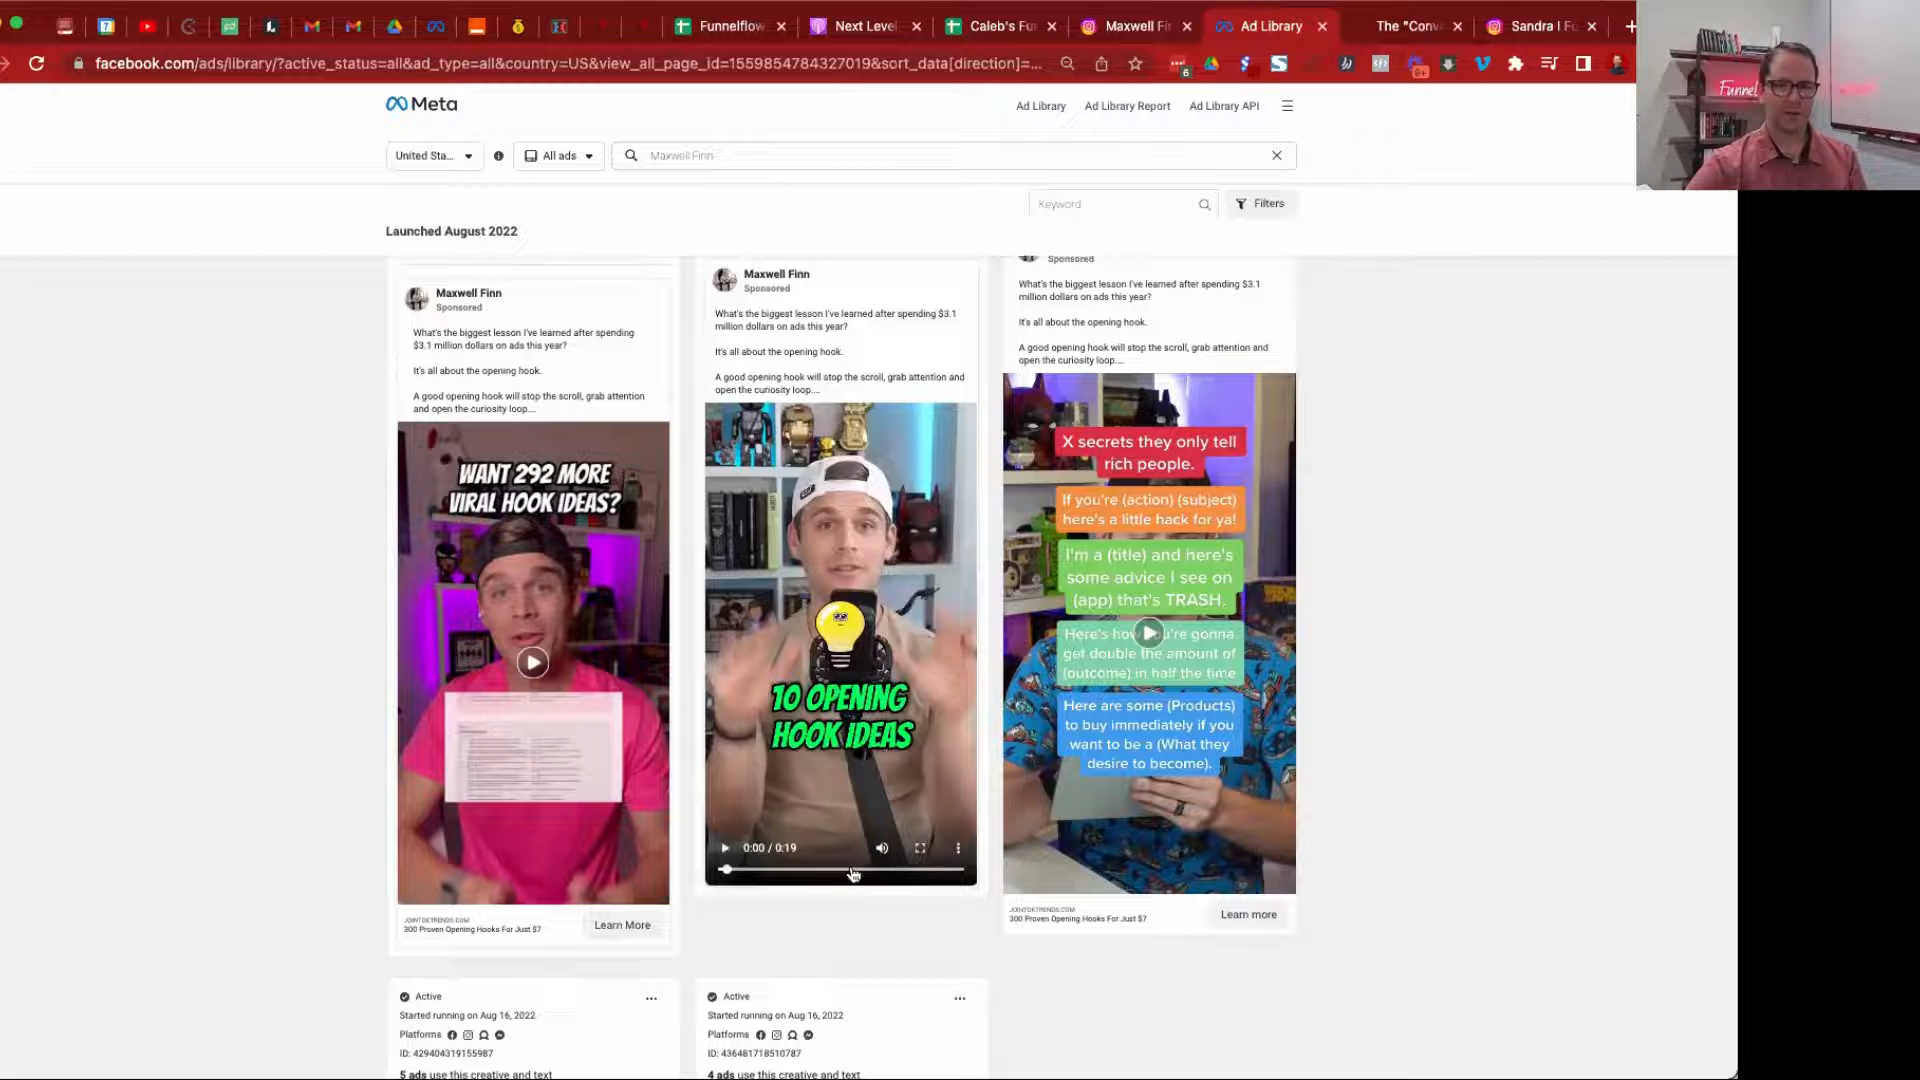 Funnelflow
Next Level
Caleb's Fu
Maxwell Fi
Ad Library
The "Conv
Sandra I Fu
facebook.com/ads/library/?active_status=all&ad_type=all&country=US&view_all_page_id=1559854784327019&sort_data[direction]=...
6
9+
Funnel
Meta
Ad Library
Ad Library Report
Ad Library API
United Sta...
All ads
Maxwell Finn
Keyword
Filters
Launched August 2022
Maxwell Finn
Sponsored
What's the biggest lesson I've learned after spending
$3.1 million dollars on ads this year?
It's all about the opening hook.
A good opening hook will stop the scroll, grab attention
and open the curiosity loop....
WANT 292 MORE
VIRAL HOOK IDEAS?
JOINTOKTRENDS.COM
300 Proven Opening Hooks For Just $7
Learn More
Maxwell Finn
Sponsored
What's the biggest lesson I've learned after spending $3.1
million dollars on ads this year?
It's all about the opening hook.
A good opening hook will stop the scroll, grab attention and
open the curiosity loop....
10 OPENING
HOOK IDEAS
0:00 / 0:19
Sponsored
What's the biggest lesson I've learned after spending $3.1
million dollars on ads this year?
It's all about the opening hook.
A good opening hook will stop the scroll, grab attention and
open the curiosity loop....
X secrets they only tell
rich people.
If you're (action) (subject)
here's a little hack for ya!
I'm a (title) and here's
some advice I see on
(app) that's TRASH.
Here's how you're gonna
get double the amount of
(outcome) in half the time
Here are some (Products)
to buy immediately if you
want to be a (What they
desire to become).
JOINTOKTRENDS.COM
300 Proven Opening Hooks For Just $7
Learn more
Active
Started running on Aug 16, 2022
Platforms
ID: 429404319155987
5 ads use this creative and text
Active
Started running on Aug 16, 2022
Platforms
ID: 436481718510787
4 ads use this creative and text